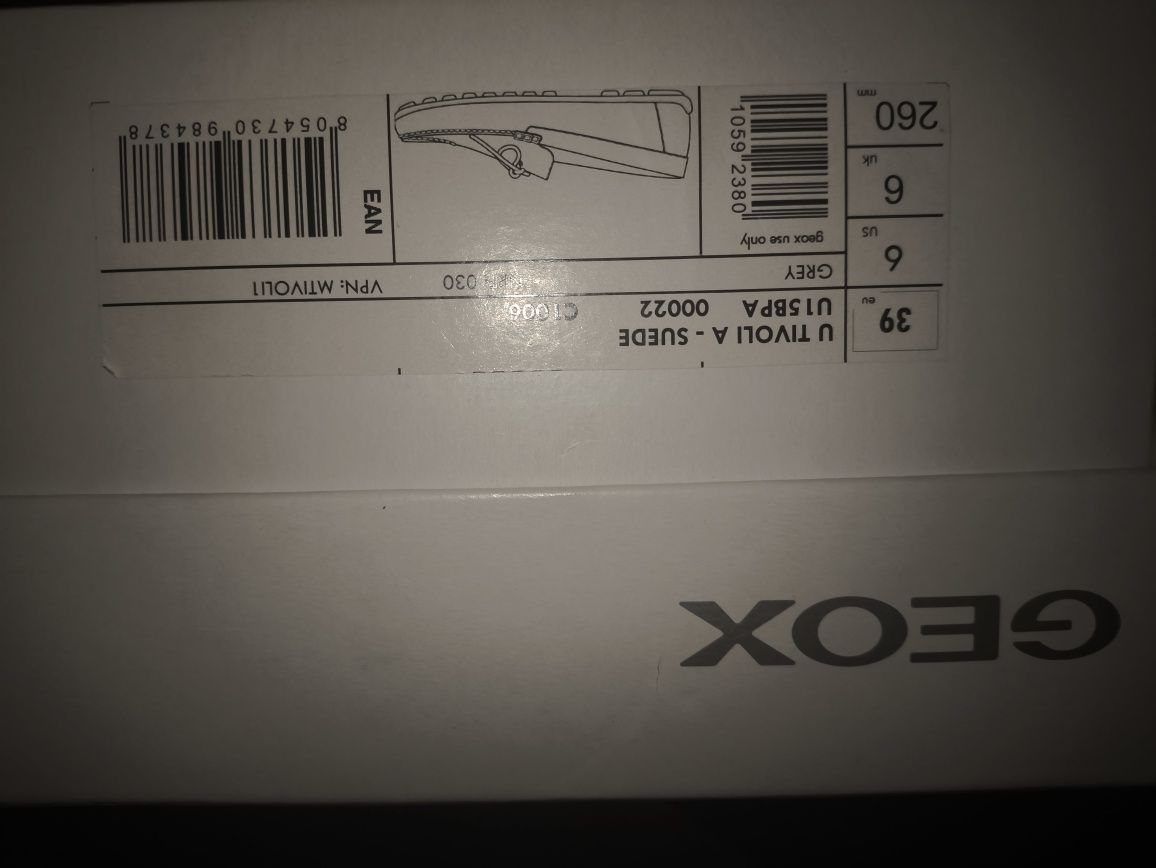 GEOX
39 eu
U TIVOLI A - SUEDE
U15BPA 00022 C1006
6 US
GREY 030 VPN: MTIVOLI1
geox use only
6 uk
1059 2380
EAN
260 mm
8 054730 984378